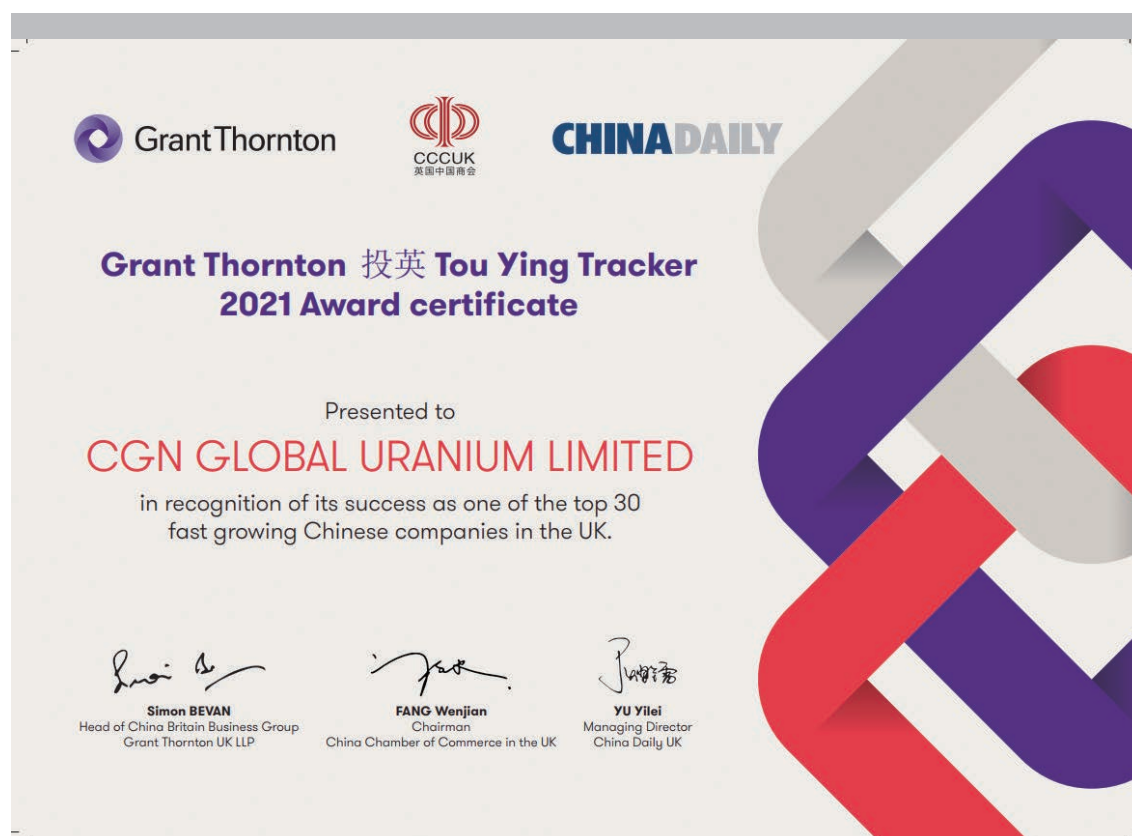 Grant Thornton
CCCUK
英国中国商会
CHINADAILY
Grant Thornton 投英 Tou Ying Tracker
2021 Award certificate
Presented to
CGN GLOBAL URANIUM LIMITED
in recognition of its success as one of the top 30
fast growing Chinese companies in the UK.
Simon BEVAN
Head of China Britain Business Group
Grant Thornton UK LLP
FANG Wenjian
Chairman
China Chamber of Commerce in the UK
YU Yilei
Managing Director
China Daily UK